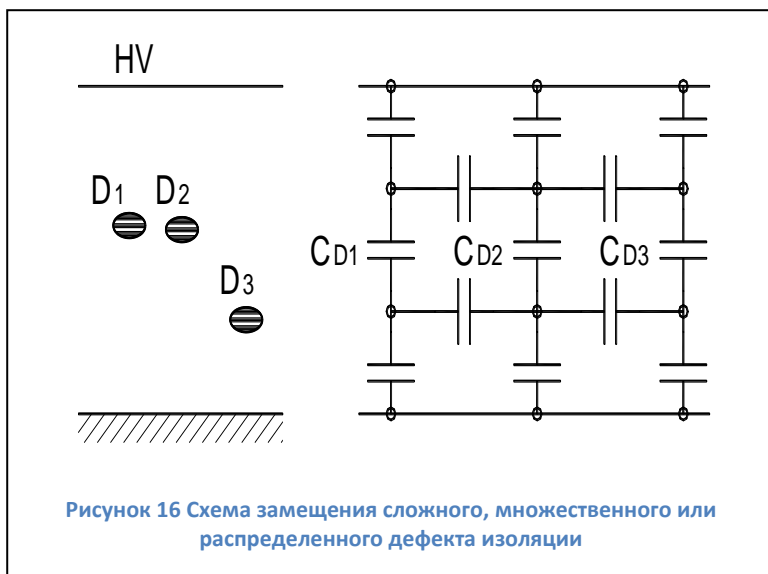 HV
D1 D2
D3
CD1 CD2 CD3
Рисунок 16 Схема замещения сложного, множественного или
распределенного дефекта изоляции